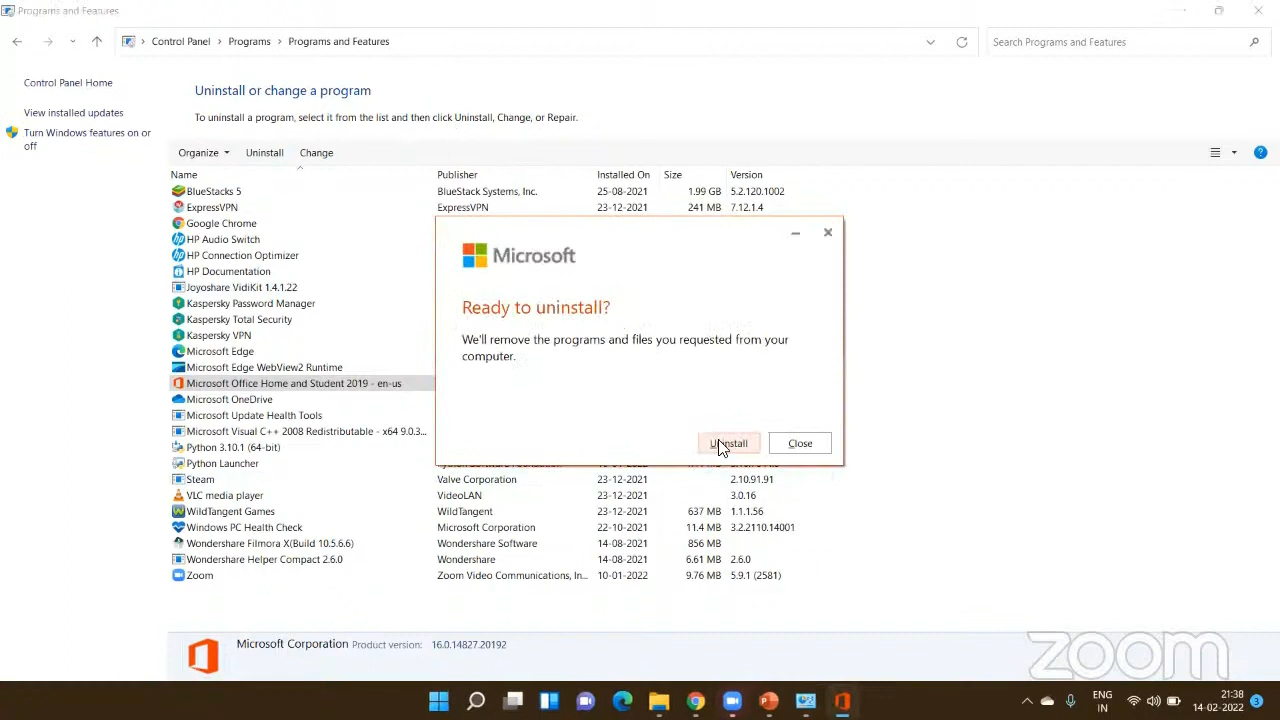 Programs and Features
Control Panel > Programs > Programs and Features
Search Programs and Features
Control Panel Home
View installed updates
Turn Windows features on or
off
Uninstall or change a program
To uninstall a program, select it from the list and then click Uninstall, Change, or Repair.
Organize Uninstall Change
Name Publisher Installed On Size Version
BlueStacks 5 BlueStack Systems, Inc. 25-08-2021 1.99 GB 5.2.120.1002
ExpressVPN ExpressVPN 23-12-2021 241 MB 7.12.1.4
Google Chrome
HP Audio Switch
HP Connection Optimizer
HP Documentation
Joyoshare VidiKit 1.4.1.22
Kaspersky Password Manager
Kaspersky Total Security
Kaspersky VPN
Microsoft Edge
Microsoft Edge WebView2 Runtime
Microsoft Office Home and Student 2019 - en-us
Microsoft OneDrive
Microsoft Update Health Tools
Microsoft Visual C++ 2008 Redistributable - x64 9.0.3...
Python 3.10.1 (64-bit)
Python Launcher
Steam Valve Corporation 23-12-2021 2.10.91.91
VLC media player VideoLAN 23-12-2021 3.0.16
WildTangent Games WildTangent 23-12-2021 637 MB 1.1.1.56
Windows PC Health Check Microsoft Corporation 22-10-2021 11.4 MB 3.2.2110.14001
Wondershare Filmora X(Build 10.5.6.6) Wondershare Software 14-08-2021 856 MB
Wondershare Helper Compact 2.6.0 Wondershare 14-08-2021 6.61 MB 2.6.0
Zoom Zoom Video Communications, In... 10-01-2022 9.76 MB 5.9.1 (2581)
Microsoft
Ready to uninstall?
We'll remove the programs and files you requested from your
computer.
Uninstall Close
Microsoft Corporation Product version: 16.0.14827.20192
zoom
ENG
IN
21:38
14-02-2022
3